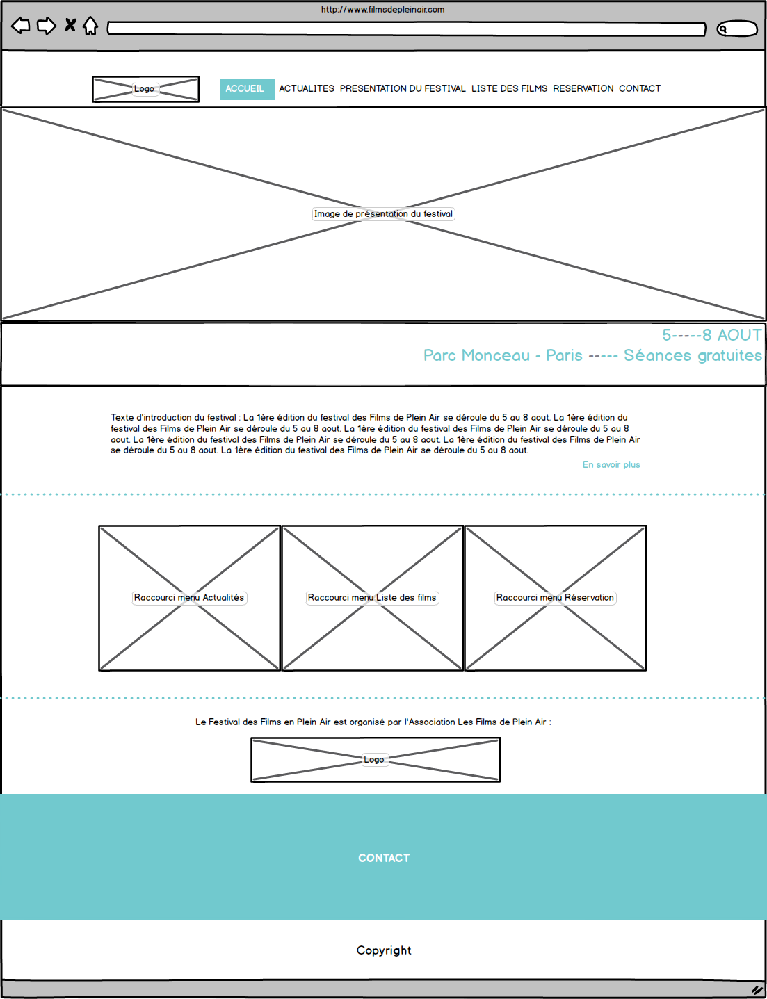 http://www.filmsdepleinair.com
Logo
ACCUEIL ACTUALITES PRESENTATION DU FESTIVAL LISTE DES FILMS RESERVATION CONTACT
Image de présentation du festival
5-----8 AOUT
Parc Monceau - Paris ----- Séances gratuites
Texte d'introduction du festival : La 1ère édition du festival des Films de Plein Air se déroule du 5 au 8 aout. La 1ère édition du
festival des Films de Plein Air se déroule du 5 au 8 aout. La 1ère édition du festival des Films de Plein Air se déroule du 5 au 8
aout. La 1ère édition du festival des Films de Plein Air se déroule du 5 au 8 aout. La 1ère édition du festival des Films de Plein Air
se déroule du 5 au 8 aout. La 1ère édition du festival des Films de Plein Air se déroule du 5 au 8 aout.
En savoir plus
Raccourci menu Actualités
Raccourci menu Liste des films
Raccourci menu Réservation
Le Festival des Films en Plein Air est organisé par l'Association Les Films de Plein Air :
Logo
CONTACT
Copyright